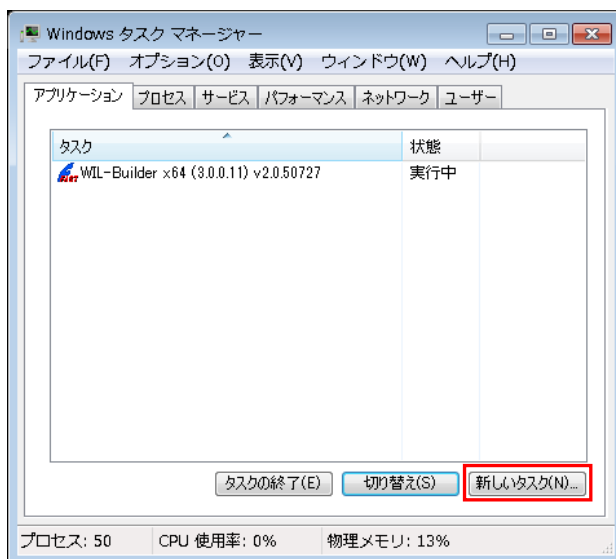 Windows タスク マネージャー
ファイル(F) オプション(O) 表示(V) ウィンドウ(W) ヘルプ(H)
アプリケーション プロセス サービス パフォーマンス ネットワーク ユーザー
タスク 状態
WIL-Builder x64 (3.0.0.11) v2.0.50727 実行中
タスクの終了(E) 切り替え(S) 新しいタスク(N)...
プロセス: 50 CPU 使用率: 0% 物理メモリ: 13%